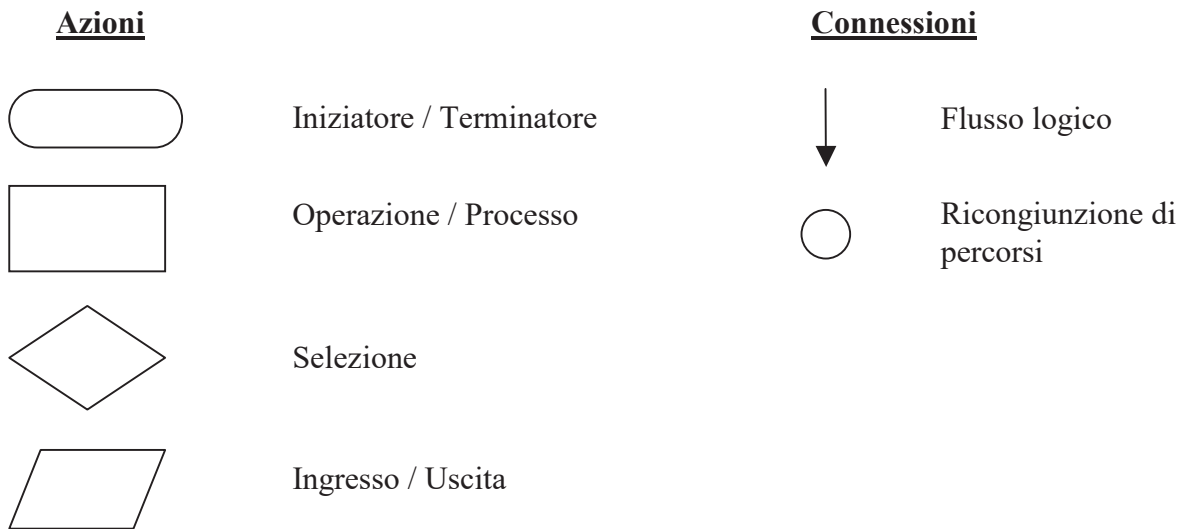 Azioni
Connessioni
Iniziatore / Terminatore
Flusso logico
Operazione / Processo
Ricongiunzione di
percorsi
Selezione
Ingresso / Uscita